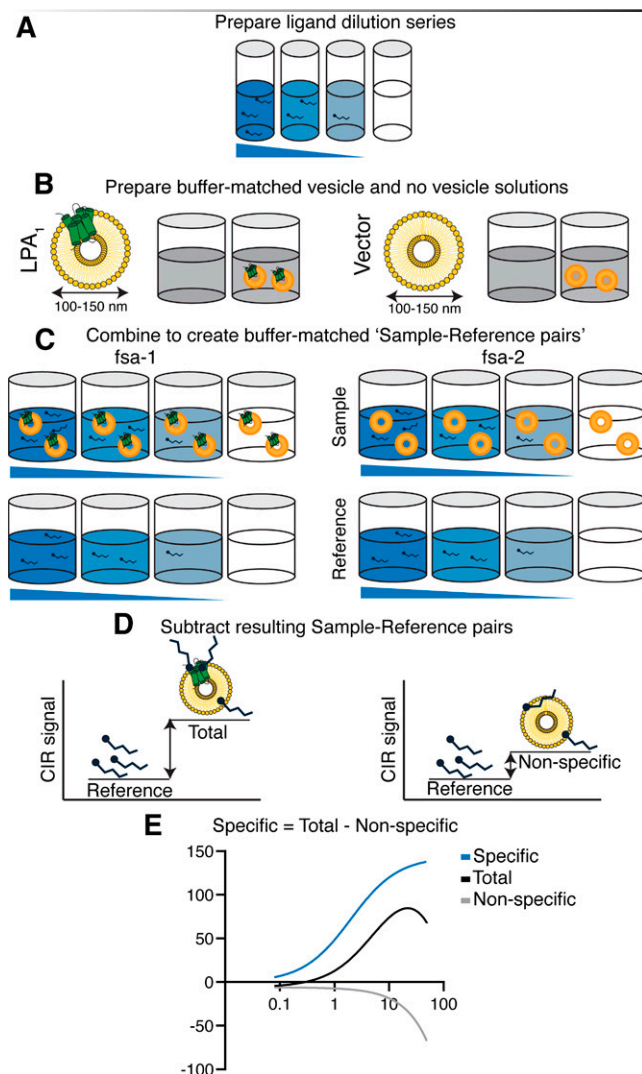 A
Prepare ligand dilution series
B
Prepare buffer-matched vesicle and no vesicle solutions
LPA1
100-150 nm
Vector
100-150 nm
C
Combine to create buffer-matched ‘Sample-Reference pairs’
fsa-1
fsa-2
Sample
Reference
D
Subtract resulting Sample-Reference pairs
CIR signal
Total
Reference
CIR signal
Non-specific
Reference
E
Specific = Total - Non-specific
150
100
50
0
-50
-100
0.1 1 10 100
Specific
Total
Non-specific